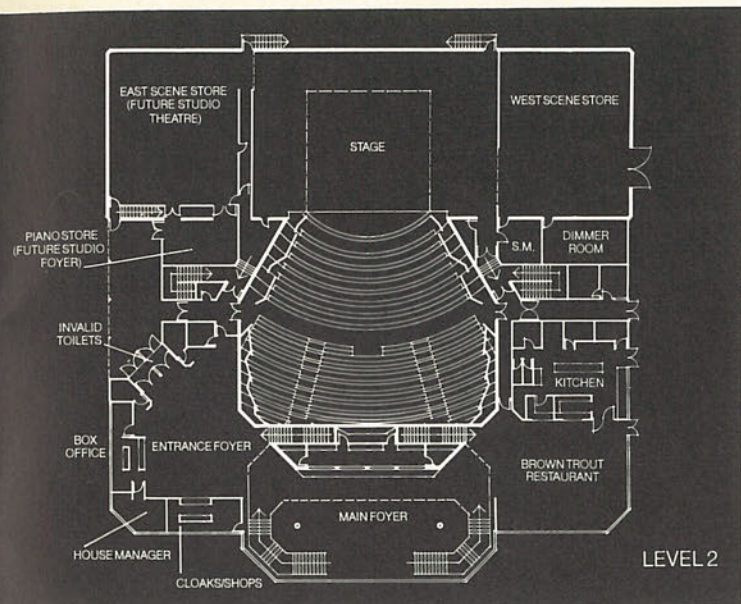 EAST SCENE STORE
(FUTURE STUDIO
THEATRE)
WEST SCENE STORE
STAGE
PIANO STORE
(FUTURE STUDIO
FOYER)
S.M.
DIMMER
ROOM
INVALID
TOILETS
KITCHEN
BOX
OFFICE
ENTRANCE FOYER
BROWN TROUT
RESTAURANT
MAIN FOYER
HOUSE MANAGER
CLOAKS/SHOPS
LEVEL 2